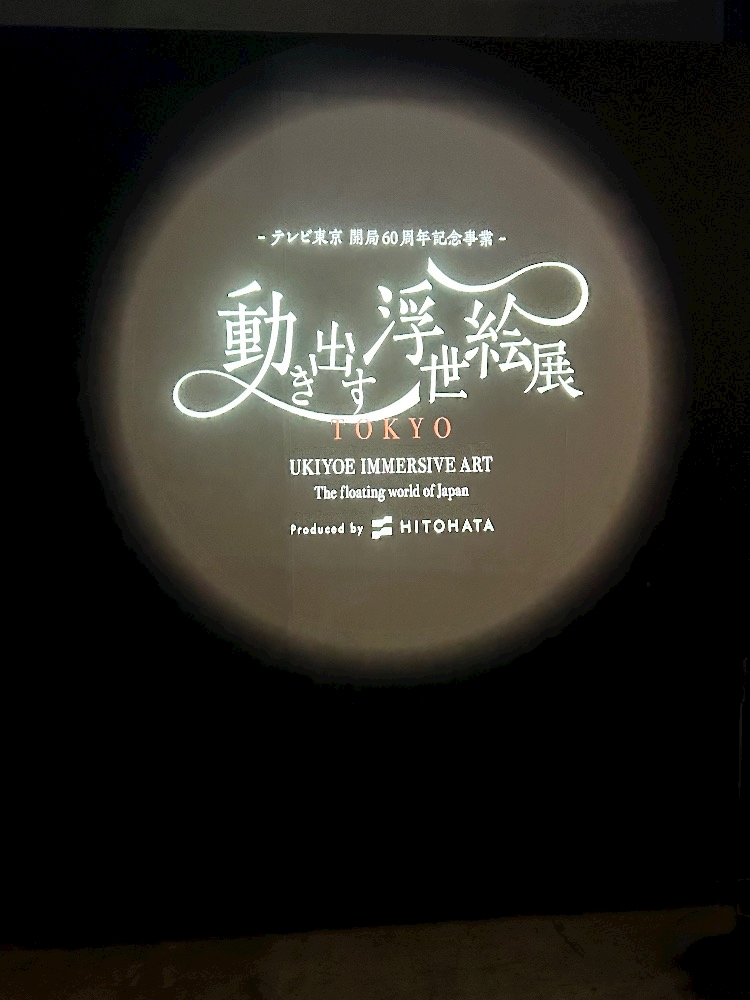 - テレビ東京 開局60周年記念事業 -
動き出す浮世絵展
TOKYO
UKIYOE IMMERSIVE ART
The floating world of Japan
Produced by HITOHATA